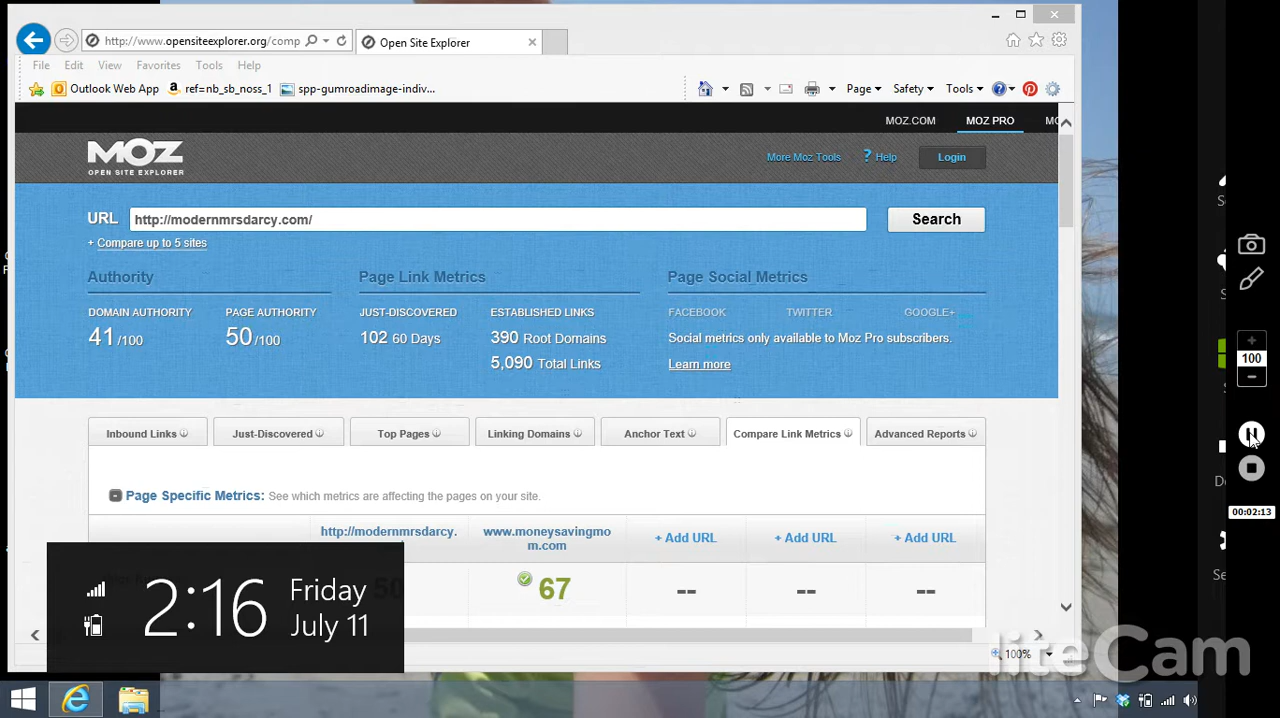 http://www.opensiteexplorer.org/comp
Open Site Explorer
File Edit View Favorites Tools Help
Outlook Web App ref=nb_sb_noss_1 spp-gumroadimage-indiv...
Page Safety Tools
MOZ.COM MOZ PRO
MOZ
OPEN SITE EXPLORER
More Moz Tools ? Help Login
URL http://modernmrsdarcy.com/ Search
+ Compare up to 5 sites
Authority Page Link Metrics Page Social Metrics
DOMAIN AUTHORITY PAGE AUTHORITY JUST-DISCOVERED ESTABLISHED LINKS FACEBOOK TWITTER GOOGLE+
41 /100 50 /100 102 60 Days 390 Root Domains Social metrics only available to Moz Pro subscribers.
5,090 Total Links Learn more
Inbound Links Just-Discovered Top Pages Linking Domains Anchor Text Compare Link Metrics Advanced Reports
Page Specific Metrics: See which metrics are affecting the pages on your site.
http://modernmrsdarcy. www.moneysavingmo
m.com + Add URL + Add URL + Add URL
50 67 -- -- --
2:16 Friday
July 11
100%
100
00:02:13
liteCam